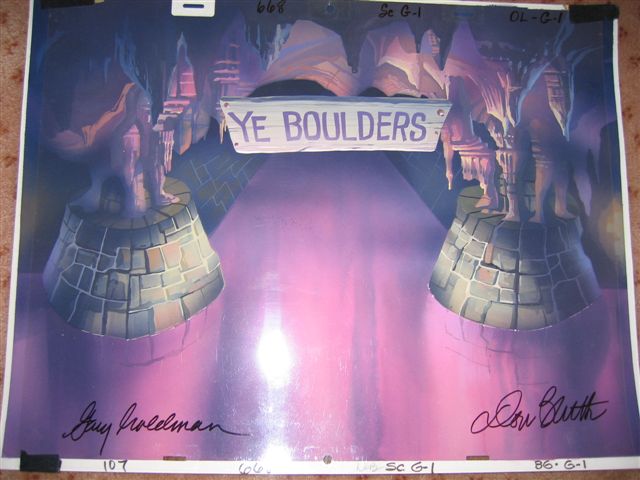 668 Sc G-1 OL-G-1
YE BOULDERS
Gary Goldman Don Bluth
107 Sc G-1 BG. G-1